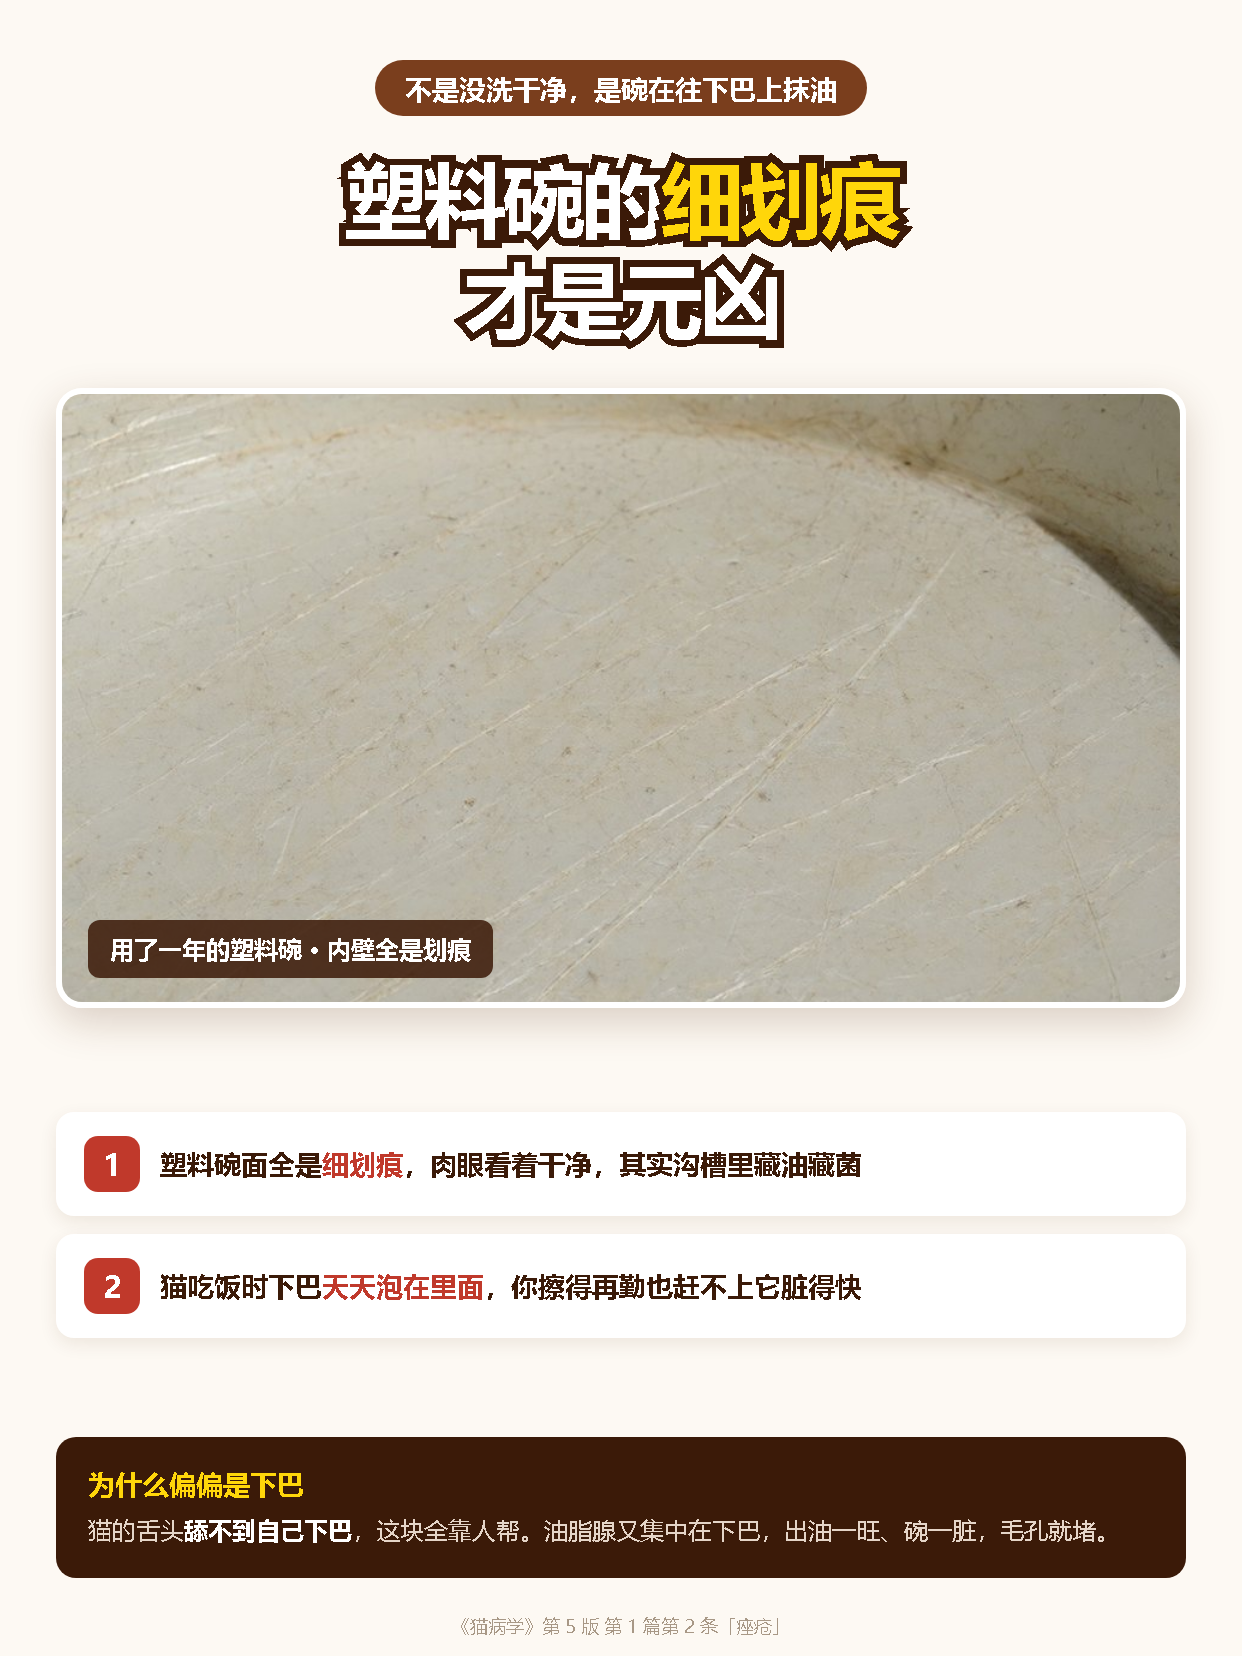 不是没洗干净，是碗在往下巴上抹油
塑料碗的细划痕
才是元凶
用了一年的塑料碗·内壁全是划痕
1 塑料碗面全是细划痕，肉眼看着干净，其实沟槽里藏油藏菌
2 猫吃饭时下巴天天泡在里面，你擦得再勤也赶不上它脏得快
为什么偏偏是下巴
猫的舌头舔不到自己下巴，这块全靠人帮。油脂腺又集中在下巴，出油一旺、碗一脏，毛孔就堵。
《猫病学》第 5 版 第 1 篇第 2 条「痤疮」